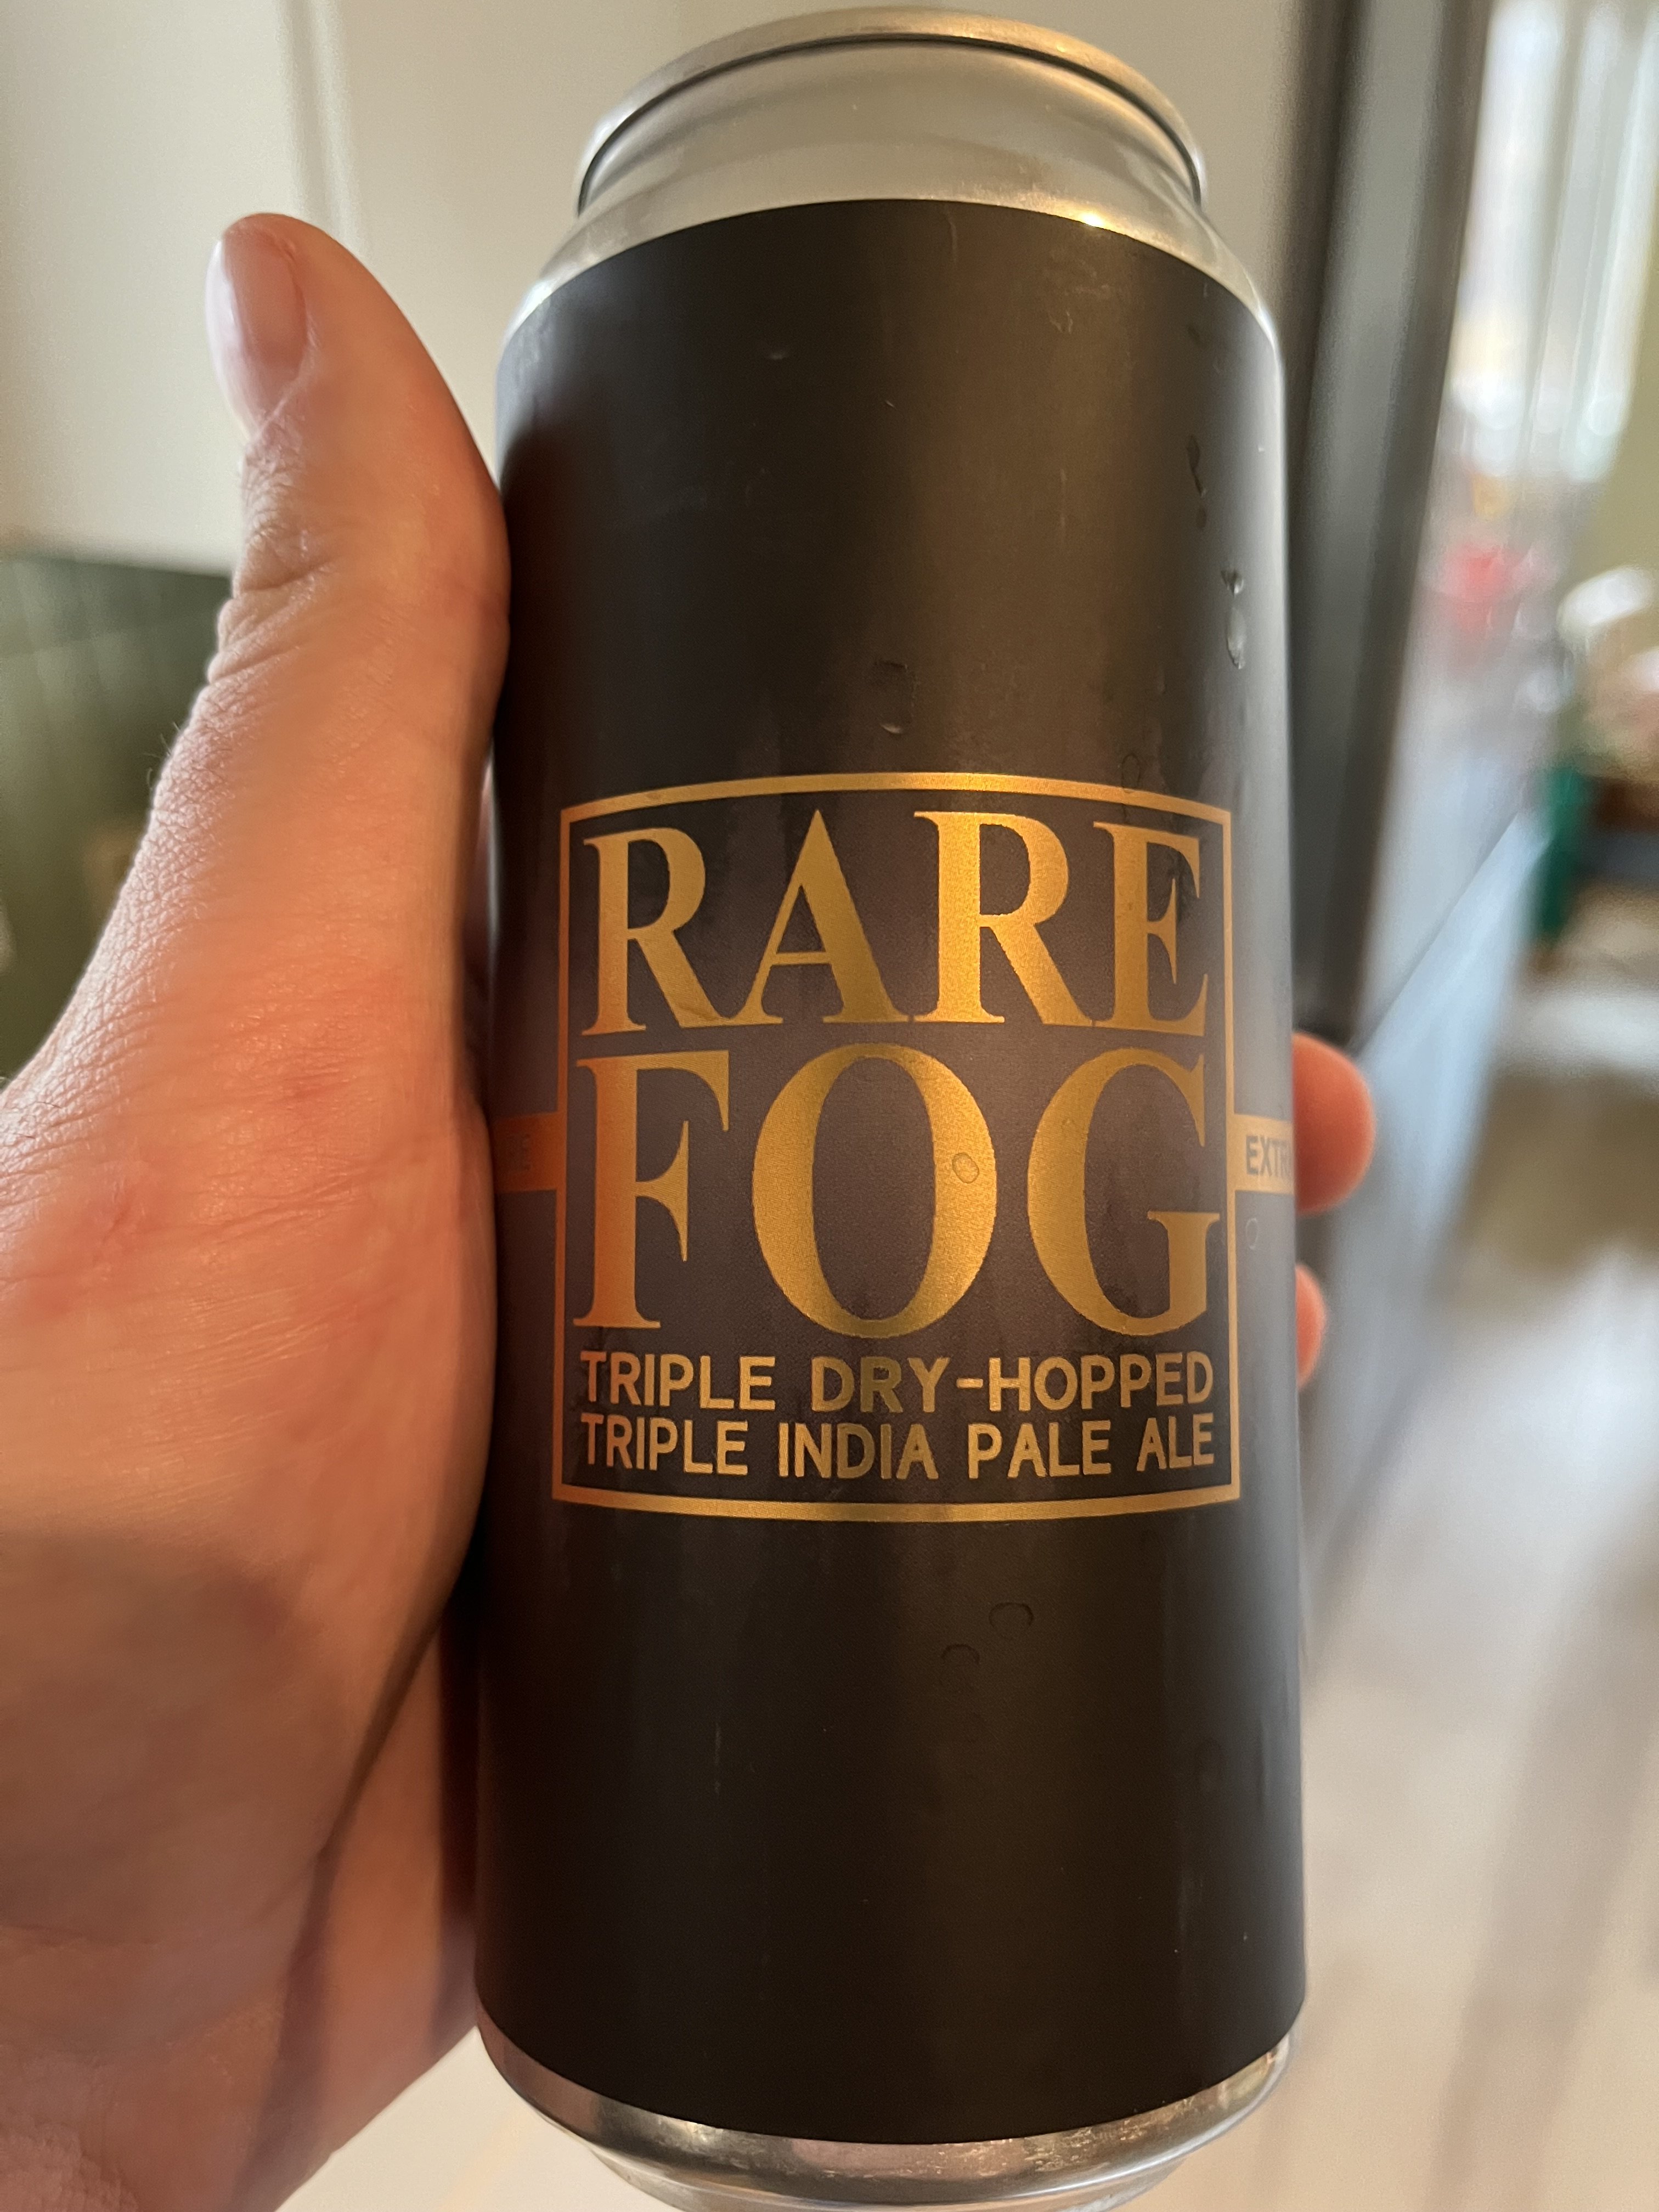 RARE
FOG
TRIPLE DRY-HOPPED
TRIPLE INDIA PALE ALE